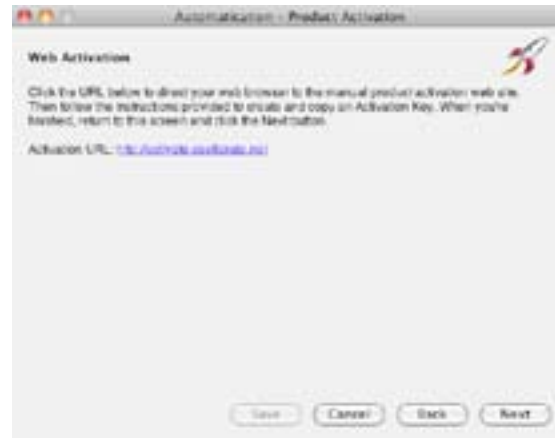 - Product Activation
Web Activation
Click the URL below to direct your web browser to the manual product activation web site.
Then follow the instructions provided to create and copy an Activation Key. When you're
finished, return to this screen and click the Next button.
Activation URL:
Save Cancel Back Next